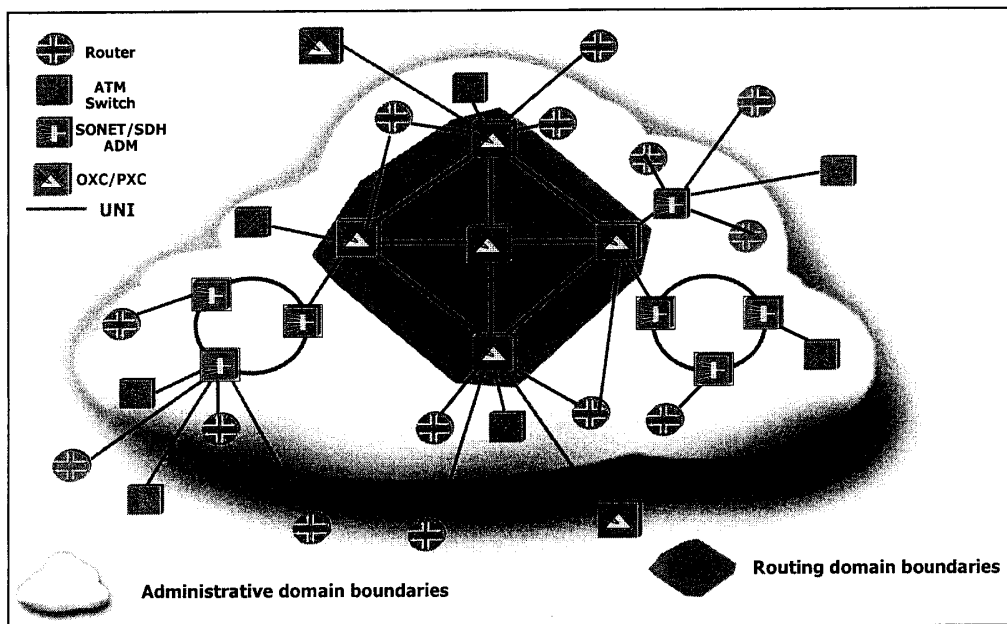 Router
ATM
Switch
SONET/SDH
ADM
OXC/PXC
UNI
Administrative domain boundaries
Routing domain boundaries